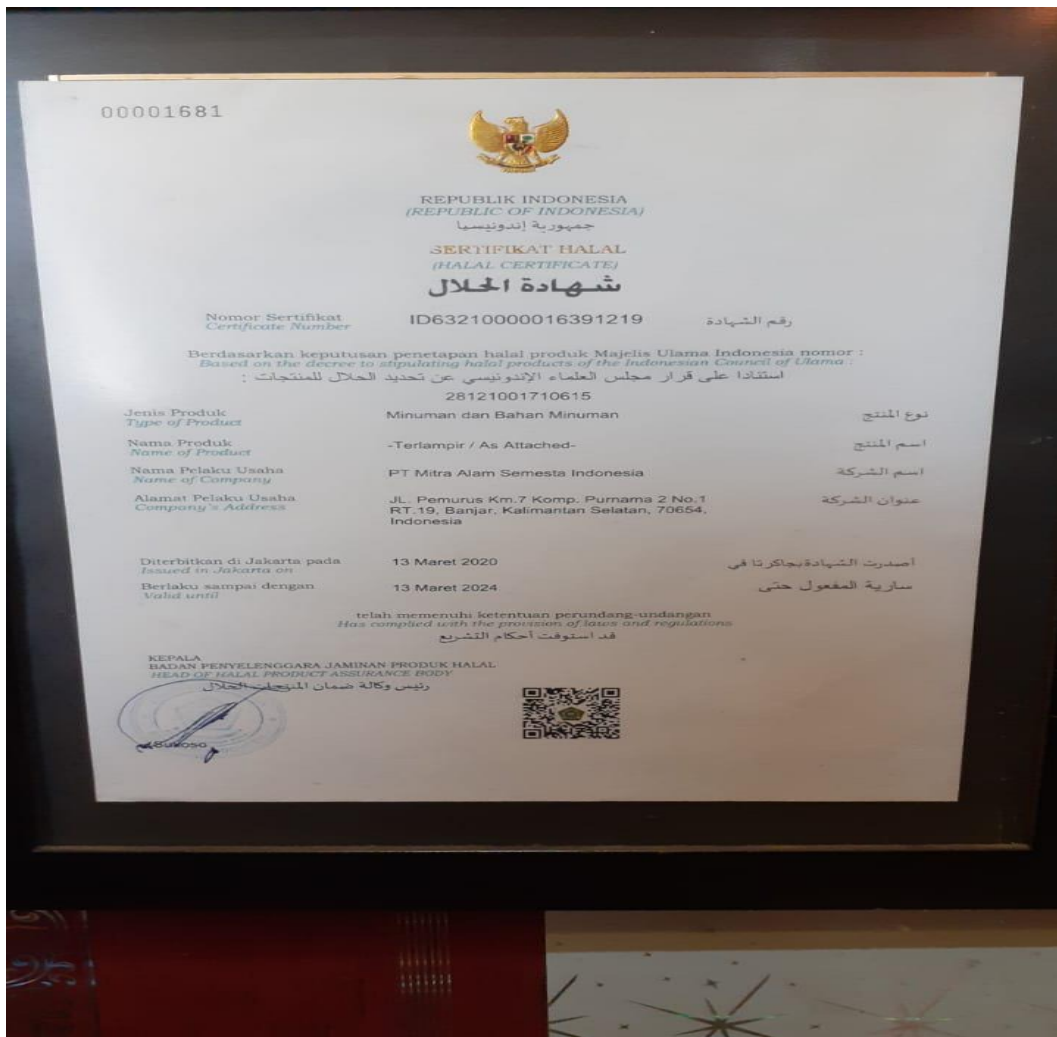 00001681
REPUBLIK INDONESIA
(REPUBLIC OF INDONESIA)
جمهورية إندونيسيا
SERTIFIKAT HALAL
(HALAL CERTIFICATE)
شهادة الحلال
Nomor Sertifikat
Certificate Number
ID63210000016391219
رقم الشهادة
Berdasarkan keputusan penetapan halal produk Majelis Ulama Indonesia nomor :
Based on the decree to stipulating halal products of the Indonesian Council of Ulama :
استنادا على قرار مجلس العلماء الإندونيسي عن تحديد الحلال للمنتجات :
28121001710615
Jenis Produk
Type of Product
Minuman dan Bahan Minuman
نوع المنتج
Nama Produk
Name of Product
-Terlampir / As Attached-
اسم المنتج
Nama Pelaku Usaha
Name of Company
PT Mitra Alam Semesta Indonesia
اسم الشركة
Alamat Pelaku Usaha
Company's Address
JL. Pemurus Km.7 Komp. Purnama 2 No.1
RT.19, Banjar, Kalimantan Selatan, 70654,
Indonesia
عنوان الشركة
Diterbitkan di Jakarta pada
Issued in Jakarta on
13 Maret 2020
أصدرت الشهادة بجاكرتا في
Berlaku sampai dengan
Valid until
13 Maret 2024
سارية المفعول حتى
telah memenuhi ketentuan perundang-undangan
Has complied with the provision of laws and regulations
قد استوفت أحكام التشريع
KEPALA
BADAN PENYELENGGARA JAMINAN PRODUK HALAL
HEAD OF HALAL PRODUCT ASSURANCE BODY
رئيس وكالة ضمان المنتجات الحلال
Sukoso